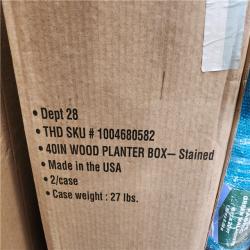 • Dept 28
• THD SKU # 1004680582
• 40IN WOOD PLANTER BOX– Stained
• Made in the USA
• 2/case
• Case weight : 27 lbs.